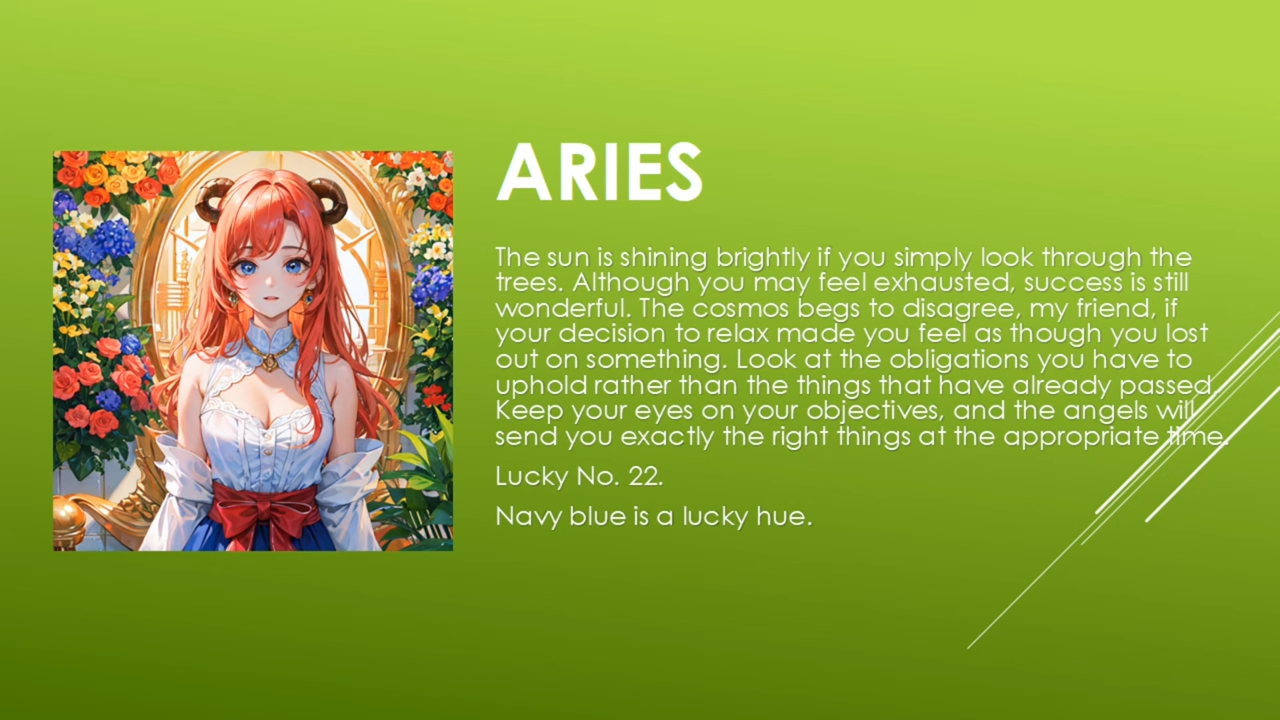 ARIES
The sun is shining brightly if you simply look through the
trees. Although you may feel exhausted, success is still
wonderful. The cosmos begs to disagree, my friend, if
your decision to relax made you feel as though you lost
out on something. Look at the obligations you have to
uphold rather than the things that have already passed.
Keep your eyes on your objectives, and the angels will
send you exactly the right things at the appropriate time.
Lucky No. 22.
Navy blue is a lucky hue.